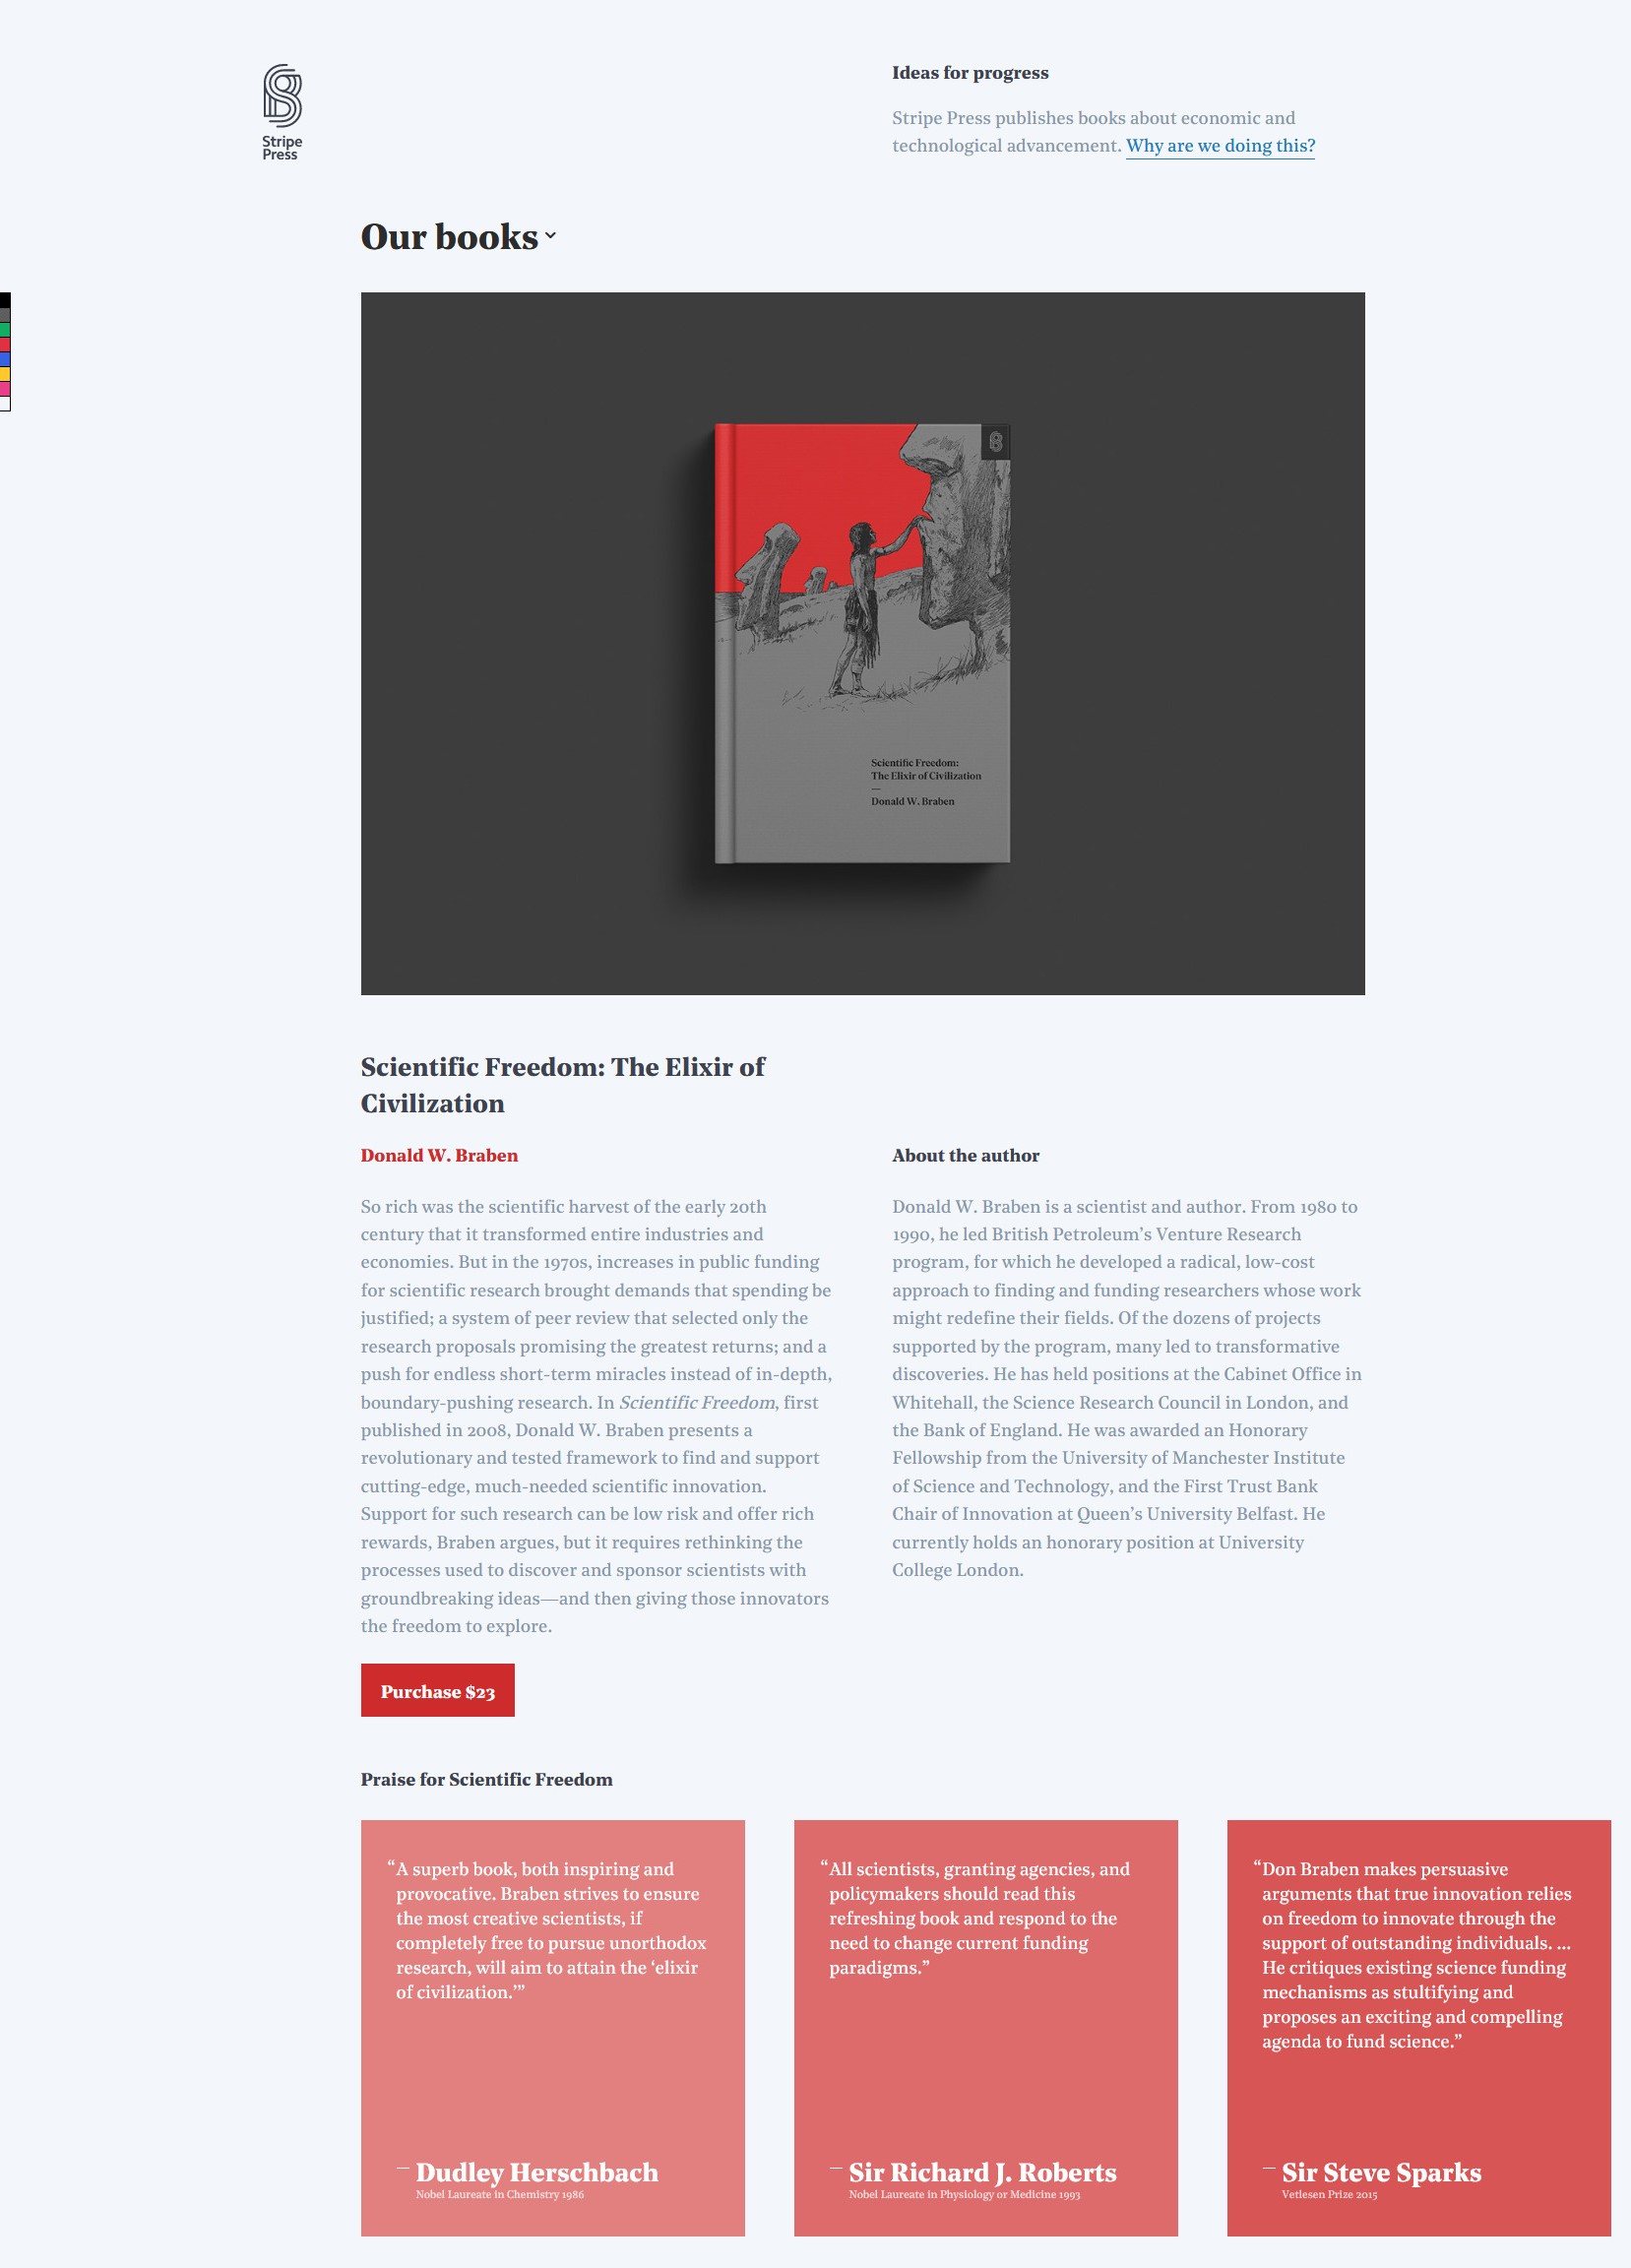 Stripe
Press
Ideas for progress
Stripe Press publishes books about economic and
technological advancement. Why are we doing this?
Our books
Scientific Freedom:
The Elixir of Civilization
—
Donald W. Braben
Scientific Freedom: The Elixir of
Civilization
Donald W. Braben
So rich was the scientific harvest of the early 20th
century that it transformed entire industries and
economies. But in the 1970s, increases in public funding
for scientific research brought demands that spending be
justified; a system of peer review that selected only the
research proposals promising the greatest returns; and a
push for endless short-term miracles instead of in-depth,
boundary-pushing research. In Scientific Freedom, first
published in 2008, Donald W. Braben presents a
revolutionary and tested framework to find and support
cutting-edge, much-needed scientific innovation.
Support for such research can be low risk and offer rich
rewards, Braben argues, but it requires rethinking the
processes used to discover and sponsor scientists with
groundbreaking ideas—and then giving those innovators
the freedom to explore.
Purchase $23
About the author
Donald W. Braben is a scientist and author. From 1980 to
1990, he led British Petroleum’s Venture Research
program, for which he developed a radical, low-cost
approach to finding and funding researchers whose work
might redefine their fields. Of the dozens of projects
supported by the program, many led to transformative
discoveries. He has held positions at the Cabinet Office in
Whitehall, the Science Research Council in London, and
the Bank of England. He was awarded an Honorary
Fellowship from the University of Manchester Institute
of Science and Technology, and the First Trust Bank
Chair of Innovation at Queen’s University Belfast. He
currently holds an honorary position at University
College London.
Praise for Scientific Freedom
“A superb book, both inspiring and
provocative. Braben strives to ensure
the most creative scientists, if
completely free to pursue unorthodox
research, will aim to attain the ‘elixir
of civilization.’”
— Dudley Herschbach
Nobel Laureate in Chemistry 1986
“All scientists, granting agencies, and
policymakers should read this
refreshing book and respond to the
need to change current funding
paradigms.”
— Sir Richard J. Roberts
Nobel Laureate in Physiology or Medicine 1993
“Don Braben makes persuasive
arguments that true innovation relies
on freedom to innovate through the
support of outstanding individuals. ...
He critiques existing science funding
mechanisms as stultifying and
proposes an exciting and compelling
agenda to fund science.”
— Sir Steve Sparks
Vetlesen Prize 2015